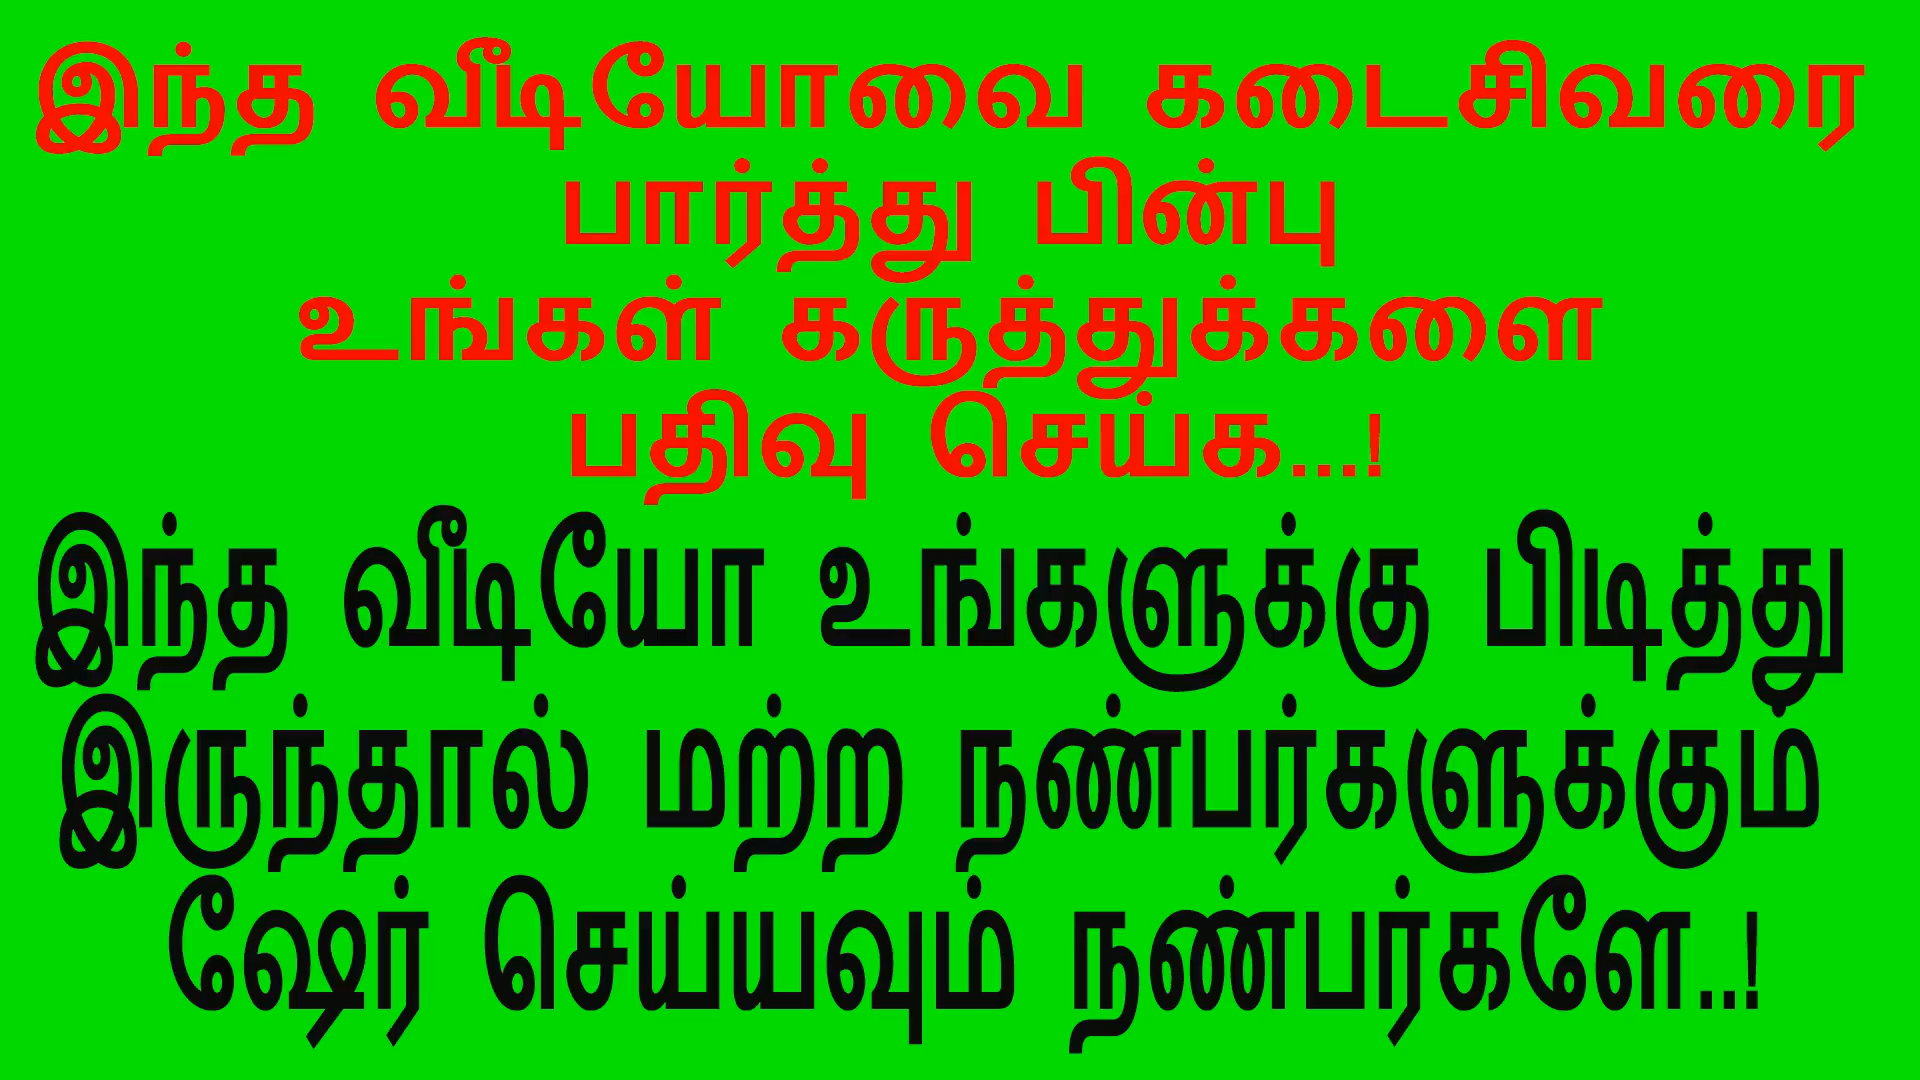 இந்த வீடியோவை கடைசிவரை
பார்த்து பின்பு
உங்கள் கருத்துக்களை
பதிவு செய்க...!
இந்த வீடியோ உங்களுக்கு பிடித்து
இருந்தால் மற்ற நண்பர்களுக்கும்
ஷேர் செய்யவும் நண்பர்களே..!